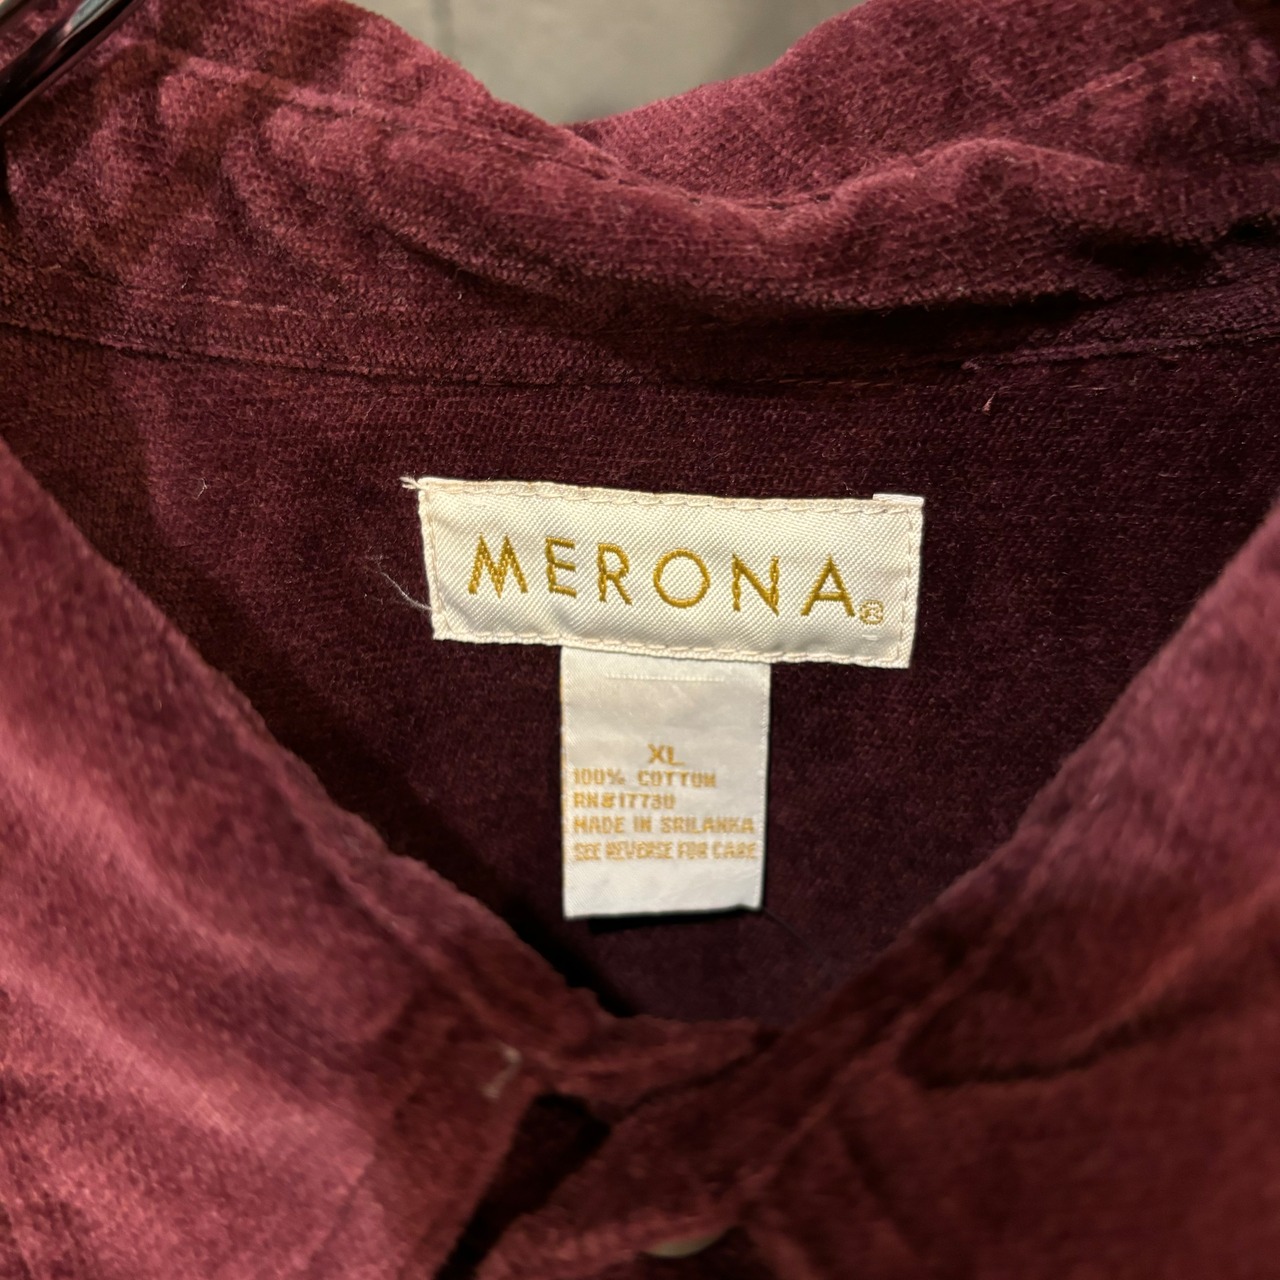 MERONA®
XL
100% COTTON
RN#17730
MADE IN SRILANKA
SEE REVERSE FOR CARE